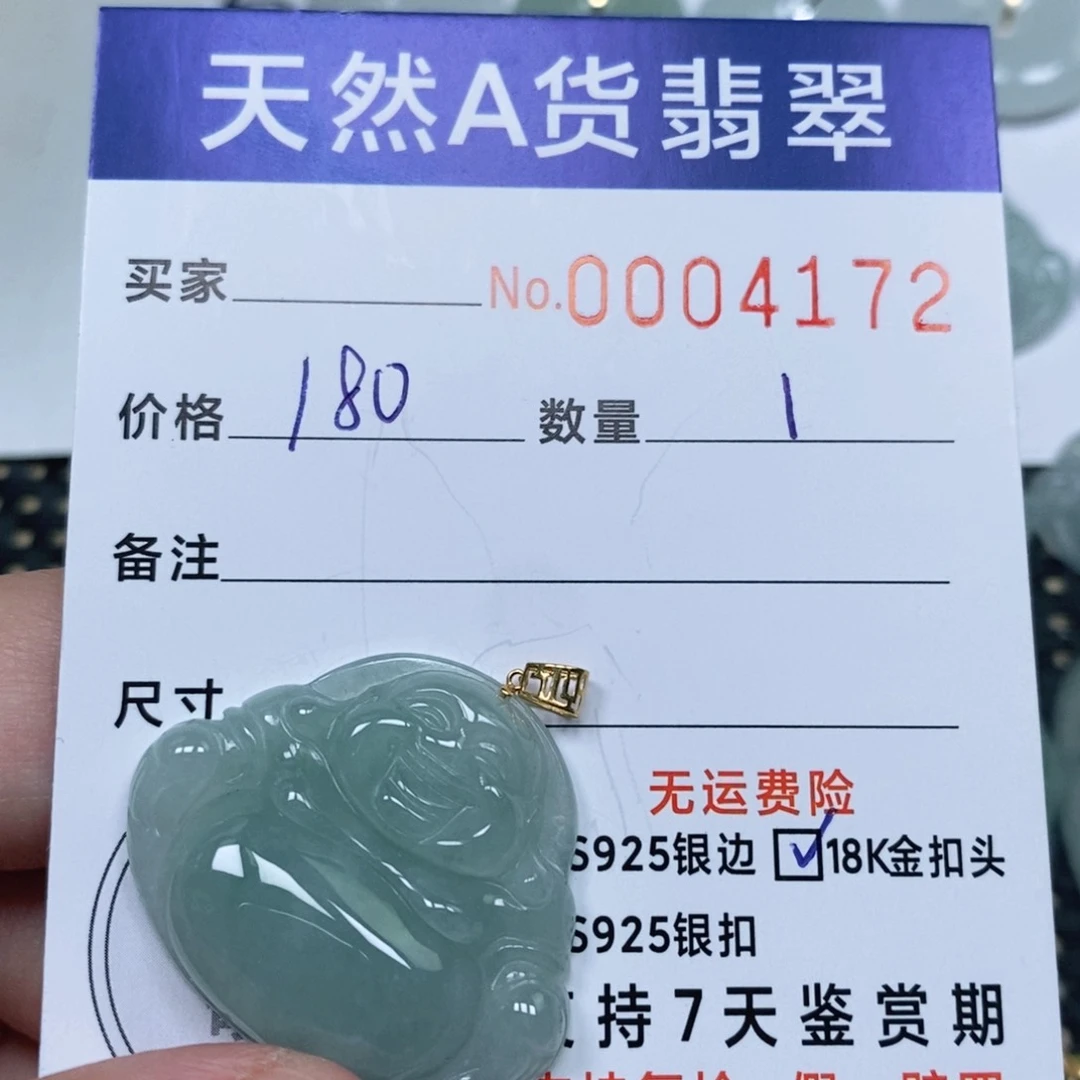 天然A货翡翠
买家 No.0004172
价格 180 数量 1
备注
尺寸
无运费险
S925银边 ☑18K金扣头
S925银扣
持7天鉴赏期